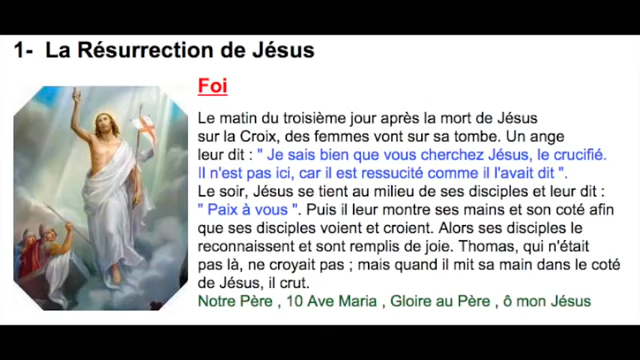 1- La Résurrection de Jésus
Foi
Le matin du troisième jour après la mort de Jésus
sur la Croix, des femmes vont sur sa tombe. Un ange
leur dit : " Je sais bien que vous cherchez Jésus, le crucifié.
Il n'est pas ici, car il est ressucité comme il l'avait dit ".
Le soir, Jésus se tient au milieu de ses disciples et leur dit :
" Paix à vous ". Puis il leur montre ses mains et son coté afin
que ses disciples voient et croient. Alors ses disciples le
reconnaissent et sont remplis de joie. Thomas, qui n'était
pas là, ne croyait pas ; mais quand il mit sa main dans le coté
de Jésus, il crut.
Notre Père , 10 Ave Maria , Gloire au Père , ô mon Jésus